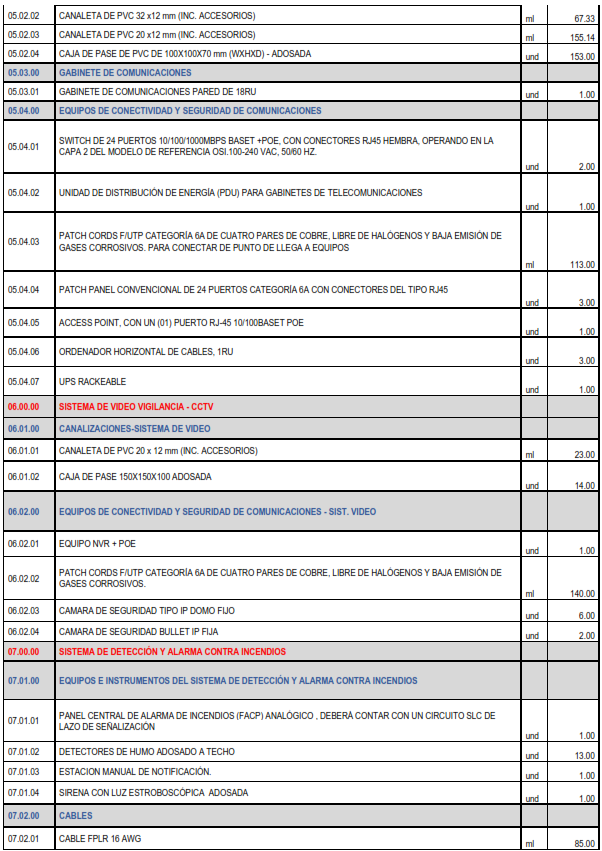 05.02.02 CANALETA DE PVC 32 x12 mm (INC. ACCESORIOS) ml 67.33
05.02.03 CANALETA DE PVC 20 x12 mm (INC. ACCESORIOS) ml 155.14
05.02.04 CAJA DE PASE DE PVC DE 100X100X70 mm (WXHXD) - ADOSADA und 153.00
05.03.00 GABINETE DE COMUNICACIONES
05.03.01 GABINETE DE COMUNICACIONES PARED DE 18RU und 1.00
05.04.00 EQUIPOS DE CONECTIVIDAD Y SEGURIDAD DE COMUNICACIONES
05.04.01 SWITCH DE 24 PUERTOS 10/100/1000MBPS BASET +POE, CON CONECTORES RJ45 HEMBRA, OPERANDO EN LA
CAPA 2 DEL MODELO DE REFERENCIA OSI.100-240 VAC, 50/60 HZ. und 2.00
05.04.02 UNIDAD DE DISTRIBUCIÓN DE ENERGÍA (PDU) PARA GABINETES DE TELECOMUNICACIONES und 1.00
05.04.03 PATCH CORDS F/UTP CATEGORÍA 6A DE CUATRO PARES DE COBRE, LIBRE DE HALÓGENOS Y BAJA EMISIÓN DE
GASES CORROSIVOS. PARA CONECTAR DE PUNTO DE LLEGA A EQUIPOS ml 113.00
05.04.04 PATCH PANEL CONVENCIONAL DE 24 PUERTOS CATEGORÍA 6A CON CONECTORES DEL TIPO RJ45 und 3.00
05.04.05 ACCESS POINT, CON UN (01) PUERTO RJ-45 10/100BASET POE und 1.00
05.04.06 ORDENADOR HORIZONTAL DE CABLES, 1RU und 3.00
05.04.07 UPS RACKEABLE und 1.00
06.00.00 SISTEMA DE VIDEO VIGILANCIA - CCTV
06.01.00 CANALIZACIONES-SISTEMA DE VIDEO
06.01.01 CANALETA DE PVC 20 x 12 mm (INC. ACCESORIOS) ml 23.00
06.01.02 CAJA DE PASE 150X150X100 ADOSADA und 14.00
06.02.00 EQUIPOS DE CONECTIVIDAD Y SEGURIDAD DE COMUNICACIONES - SIST. VIDEO
06.02.01 EQUIPO NVR + POE und 1.00
06.02.02 PATCH CORDS F/UTP CATEGORÍA 6A DE CUATRO PARES DE COBRE, LIBRE DE HALÓGENOS Y BAJA EMISIÓN DE
GASES CORROSIVOS. ml 140.00
06.02.03 CAMARA DE SEGURIDAD TIPO IP DOMO FIJO und 6.00
06.02.04 CAMARA DE SEGURIDAD BULLET IP FIJA und 2.00
07.00.00 SISTEMA DE DETECCIÓN Y ALARMA CONTRA INCENDIOS
07.01.00 EQUIPOS E INSTRUMENTOS DEL SISTEMA DE DETECCIÓN Y ALARMA CONTRA INCENDIOS
07.01.01 PANEL CENTRAL DE ALARMA DE INCENDIOS (FACP) ANALÓGICO , DEBERÁ CONTAR CON UN CIRCUITO SLC DE
LAZO DE SEÑALIZACIÓN und 1.00
07.01.02 DETECTORES DE HUMO ADOSADO A TECHO und 13.00
07.01.03 ESTACION MANUAL DE NOTIFICACIÓN. und 1.00
07.01.04 SIRENA CON LUZ ESTROBOSCÓPICA ADOSADA und 1.00
07.02.00 CABLES
07.02.01 CABLE FPLR 16 AWG ml 85.00